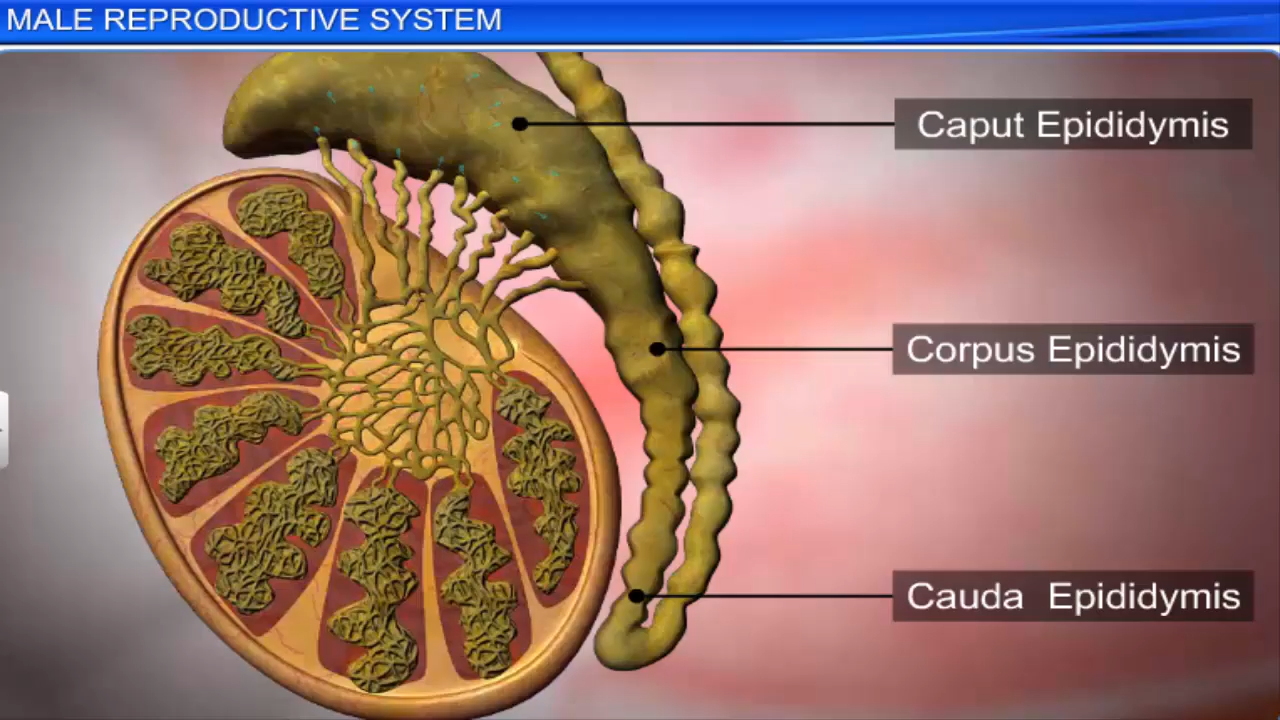 MALE REPRODUCTIVE SYSTEM
Caput Epididymis
Corpus Epididymis
Cauda Epididymis